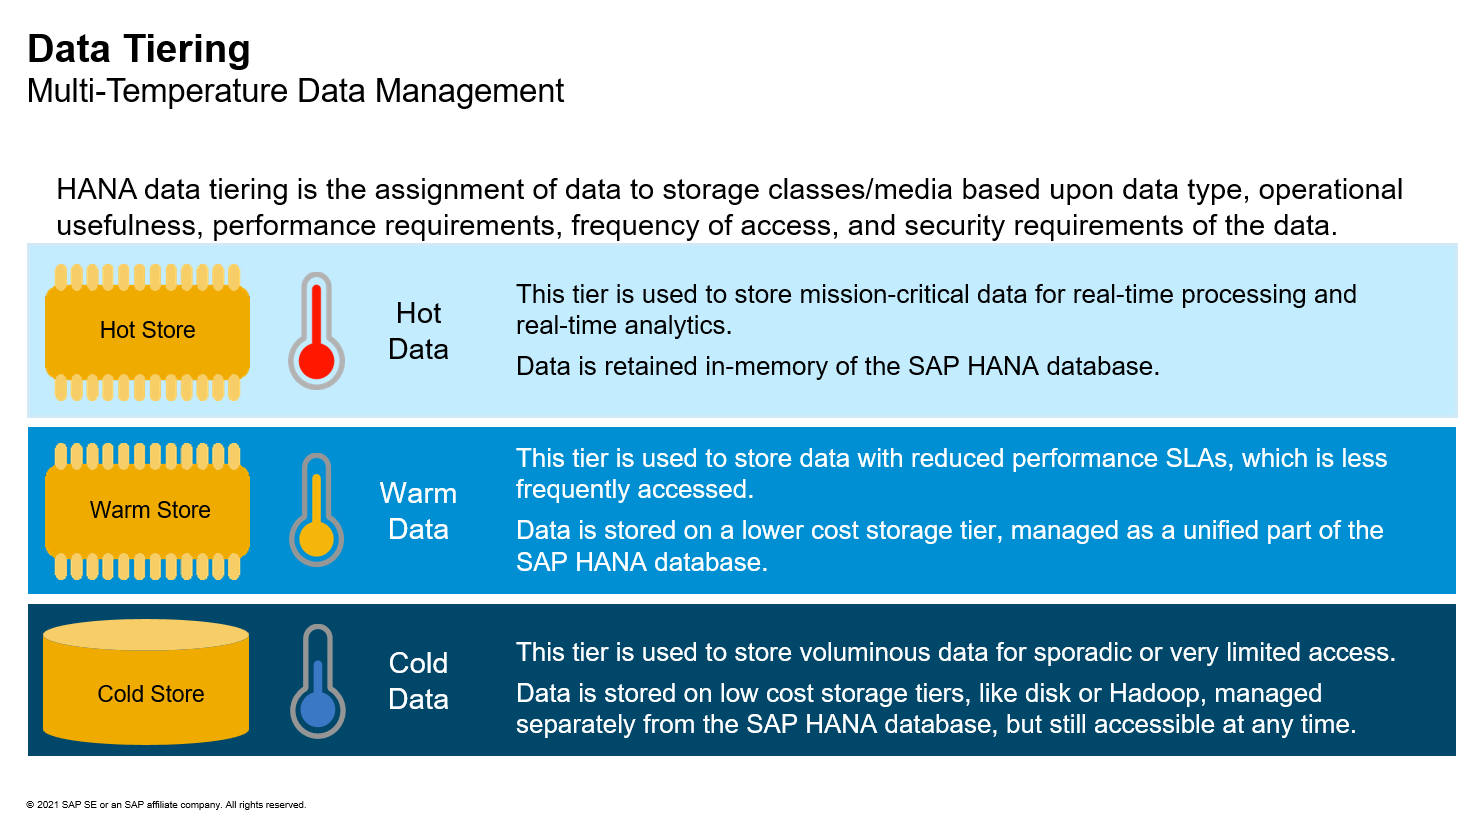 Data Tiering
Multi-Temperature Data Management
HANA data tiering is the assignment of data to storage classes/media based upon data type, operational
usefulness, performance requirements, frequency of access, and security requirements of the data.
Hot Store
Hot
Data
This tier is used to store mission-critical data for real-time processing and
real-time analytics.
Data is retained in-memory of the SAP HANA database.
Warm Store
Warm
Data
This tier is used to store data with reduced performance SLAs, which is less
frequently accessed.
Data is stored on a lower cost storage tier, managed as a unified part of the
SAP HANA database.
Cold Store
Cold
Data
This tier is used to store voluminous data for sporadic or very limited access.
Data is stored on low cost storage tiers, like disk or Hadoop, managed
separately from the SAP HANA database, but still accessible at any time.
© 2021 SAP SE or an SAP affiliate company. All rights reserved.